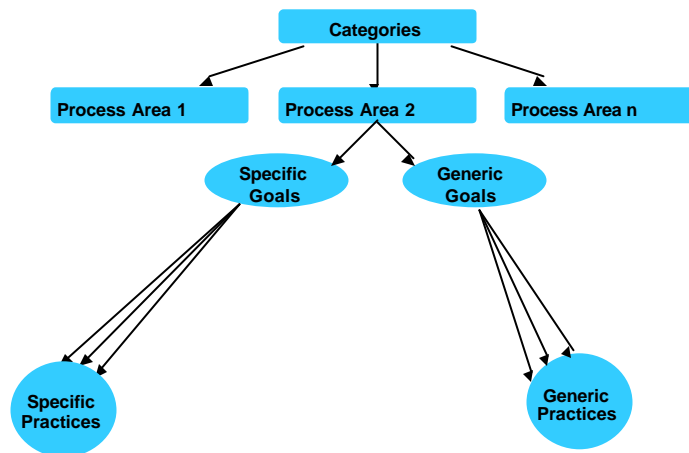 Categories
Process Area 1
Process Area 2
Process Area n
Specific
Goals
Generic
Goals
Specific
Practices
Generic
Practices